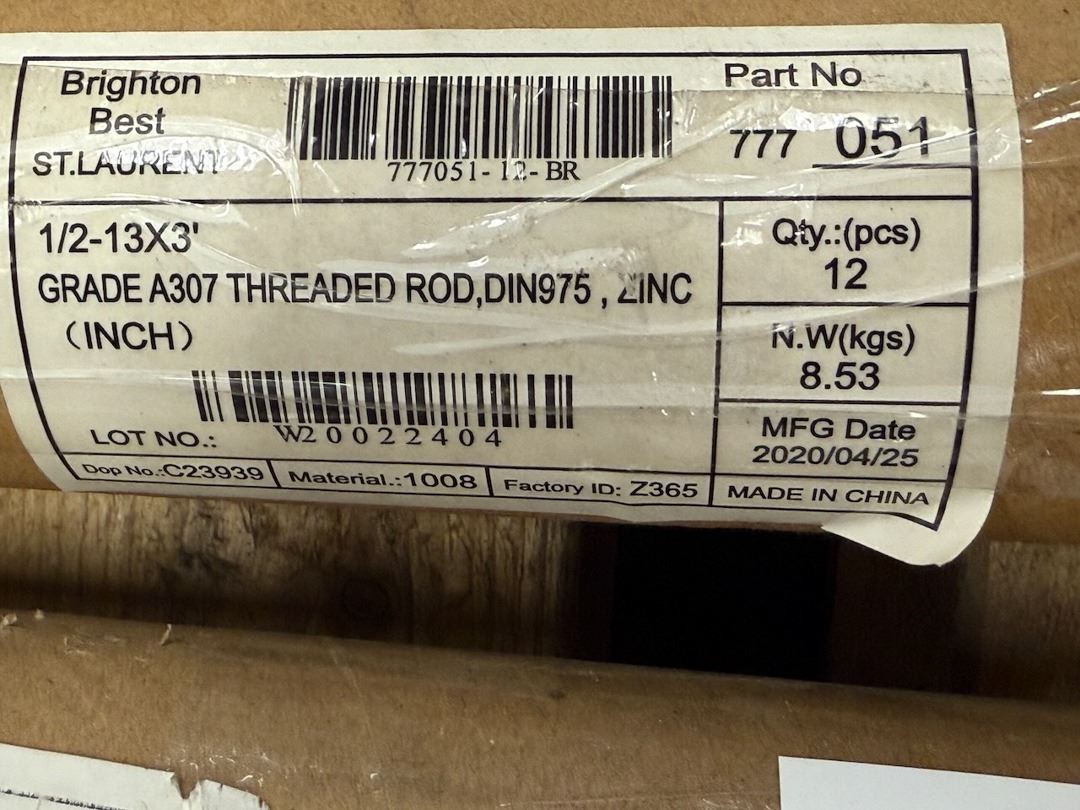 Brighton
Best
ST.LAURENT
777051-12-BR
Part No
777 051
1/2-13X3'
GRADE A307 THREADED ROD,DIN975 , ZINC
(INCH)
Qty.:(pcs)
12
N.W(kgs)
8.53
LOT NO.: W20022404
MFG Date
2020/04/25
Dop No.:C23939 Material.:1008 Factory ID: Z365 MADE IN CHINA